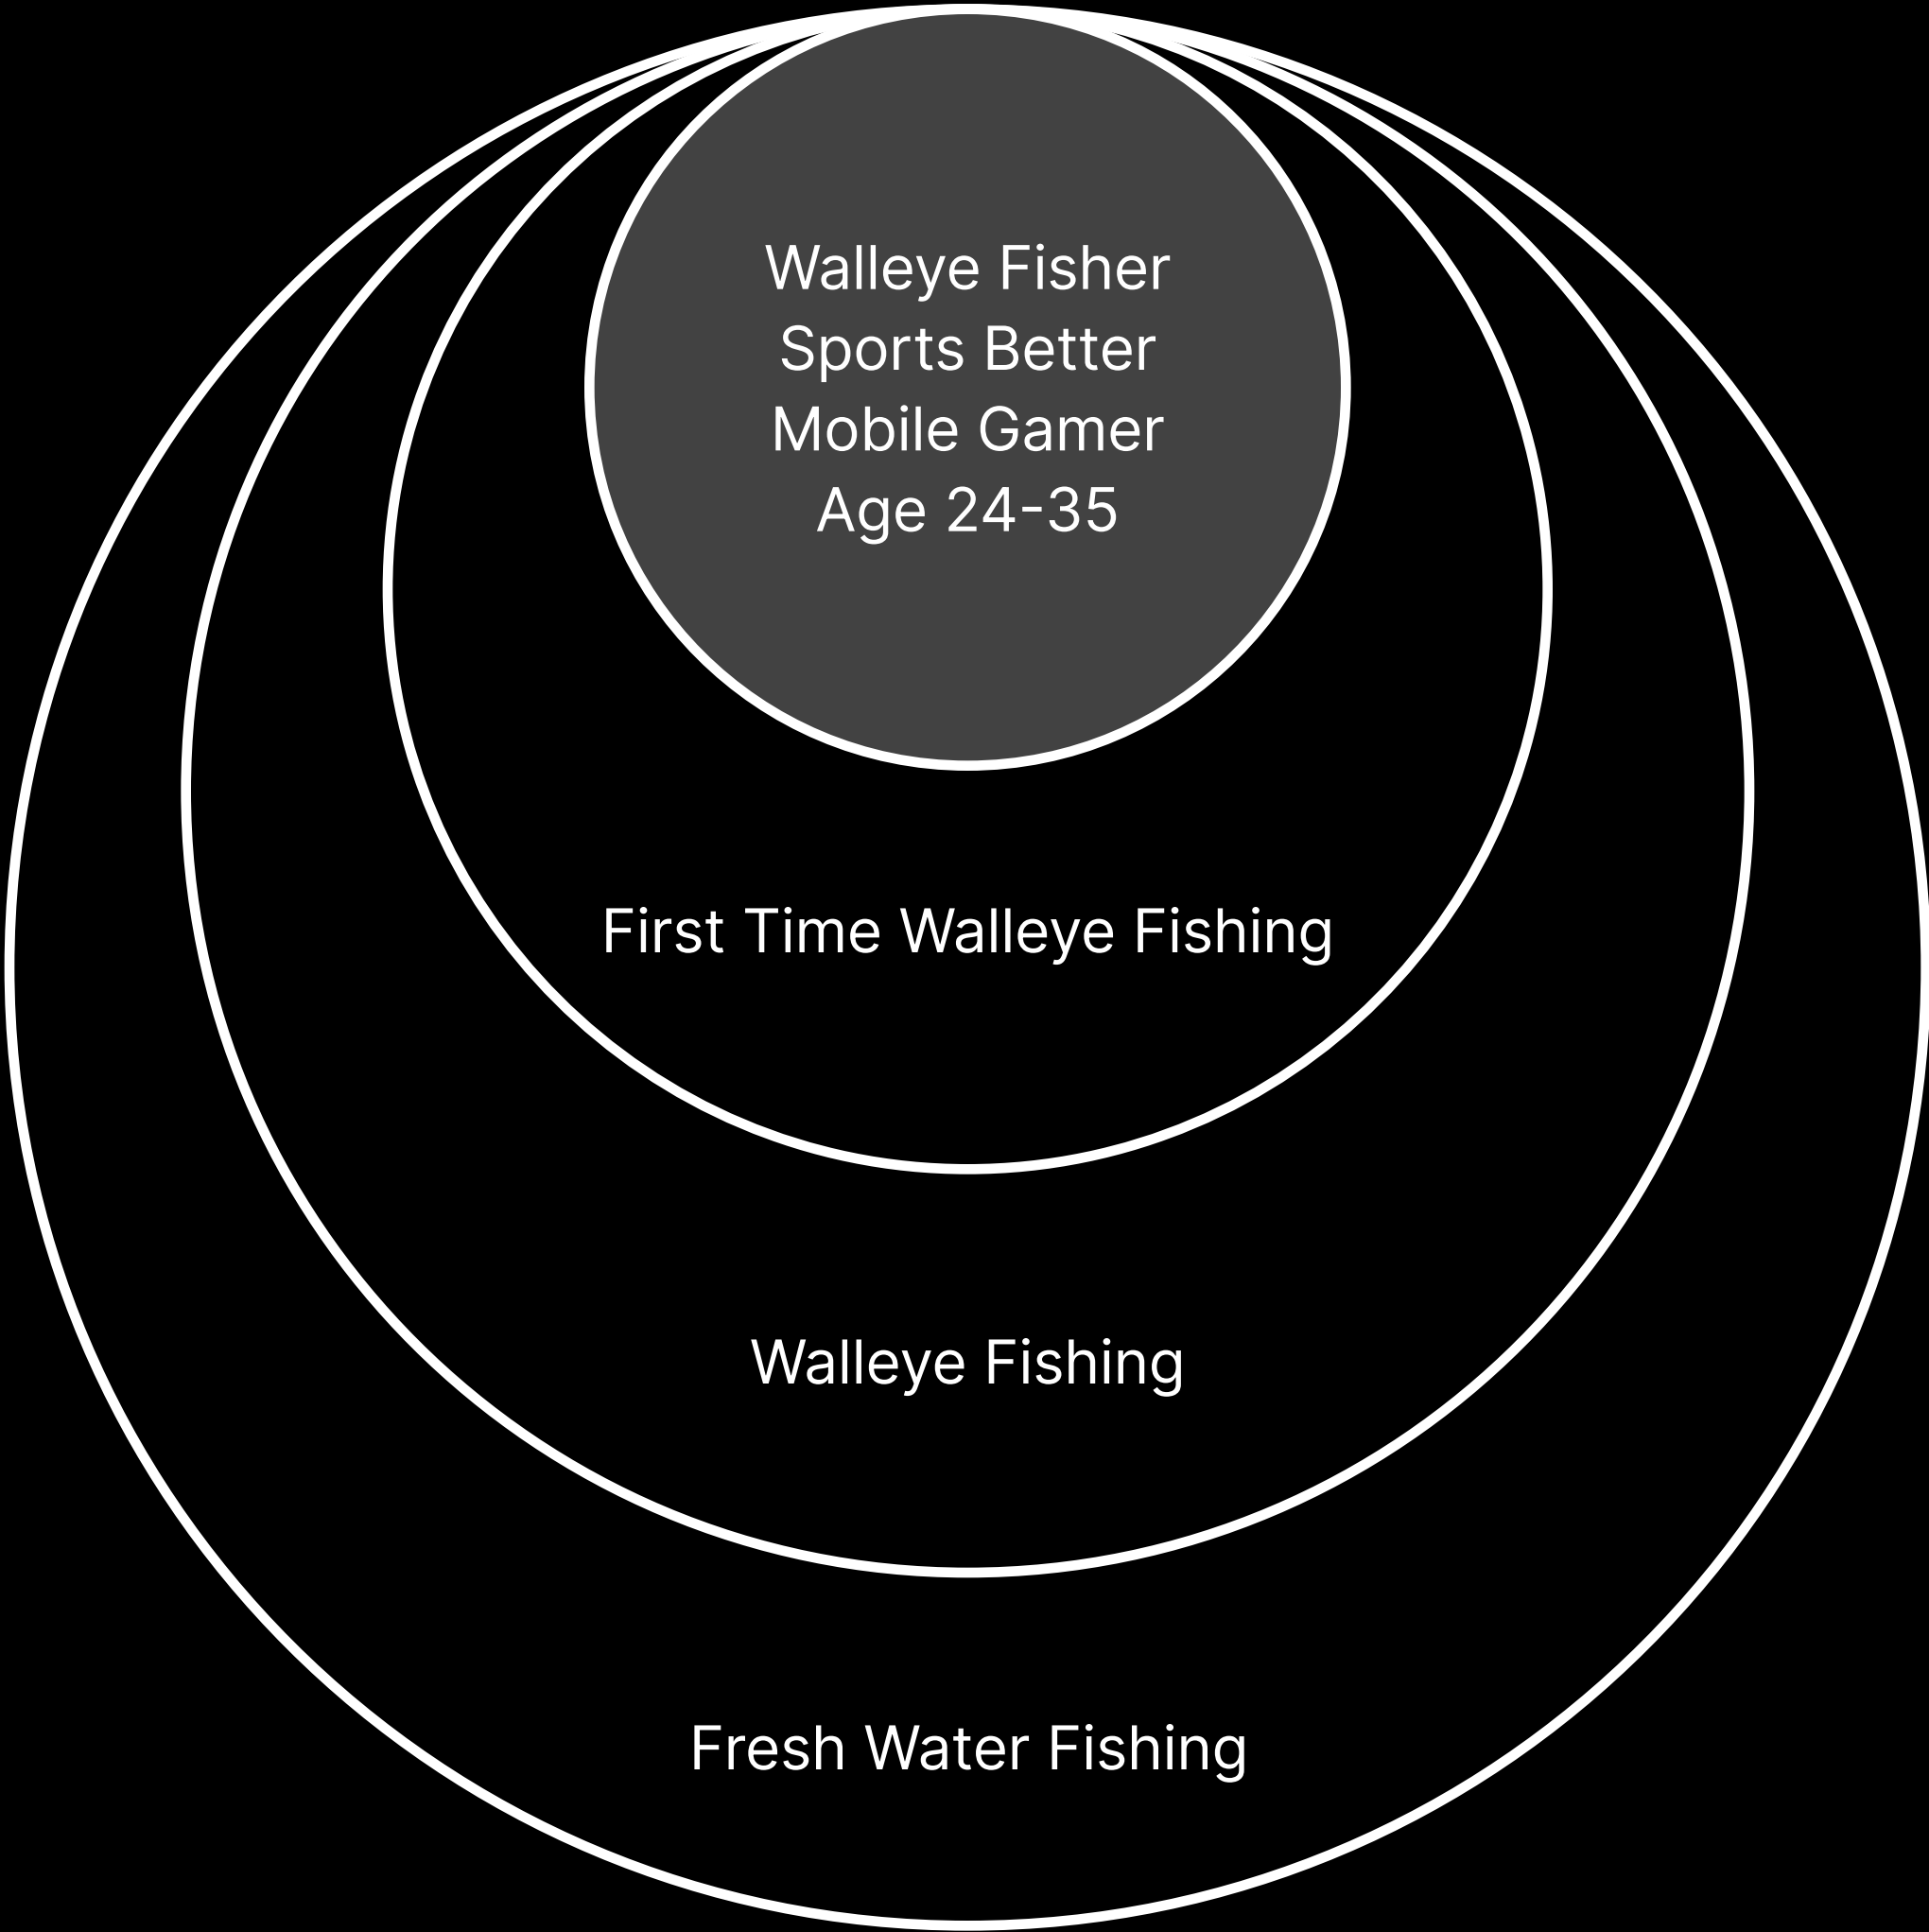 Walleye Fisher
Sports Better
Mobile Gamer
Age 24-35
First Time Walleye Fishing
Walleye Fishing
Fresh Water Fishing